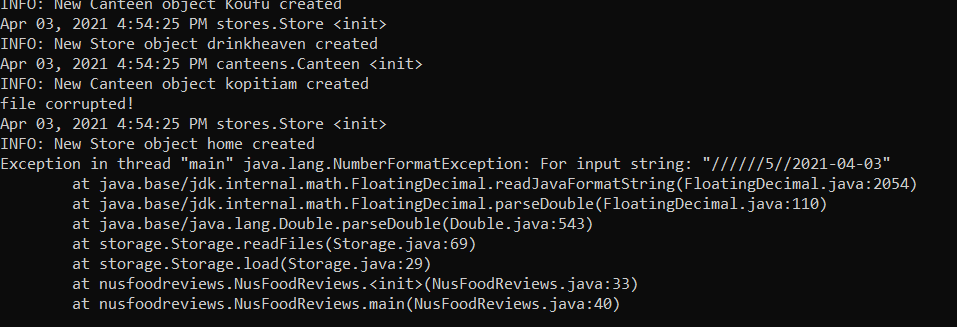 INFO: New Canteen object Koufu created
Apr 03, 2021 4:54:25 PM stores.Store <init>
INFO: New Store object drinkheaven created
Apr 03, 2021 4:54:25 PM canteens.Canteen <init>
INFO: New Canteen object kopitiam created
file corrupted!
Apr 03, 2021 4:54:25 PM stores.Store <init>
INFO: New Store object home created
Exception in thread "main" java.lang.NumberFormatException: For input string: "//////5//2021-04-03"
        at java.base/jdk.internal.math.FloatingDecimal.readJavaFormatString(FloatingDecimal.java:2054)
        at java.base/jdk.internal.math.FloatingDecimal.parseDouble(FloatingDecimal.java:110)
        at java.base/java.lang.Double.parseDouble(Double.java:543)
        at storage.Storage.readFiles(Storage.java:69)
        at storage.Storage.load(Storage.java:29)
        at nusfoodreviews.NusFoodReviews.<init>(NusFoodReviews.java:33)
        at nusfoodreviews.NusFoodReviews.main(NusFoodReviews.java:40)